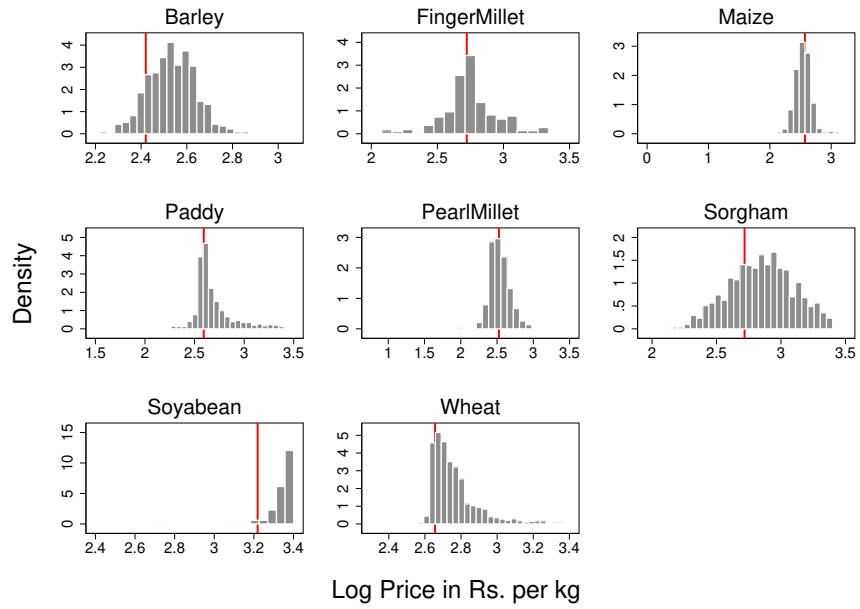 Barley
FingerMillet
Maize
0 1 2 3 4
2.2 2.4 2.6 2.8 3
0 1 2 3 4
2 2.5 3 3.5
0 1 2 3
0 1 2 3
Paddy
PearlMillet
Sorgham
0 1 2 3 4 5
1.5 2 2.5 3 3.5
0 1 2 3
1 1.5 2 2.5 3 3.5
0 .5 1 1.5 2
2 2.5 3 3.5
Density
Soyabean
Wheat
0 5 10 15
2.4 2.6 2.8 3 3.2 3.4
0 1 2 3 4 5
2.4 2.6 2.8 3 3.2 3.4
Log Price in Rs. per kg